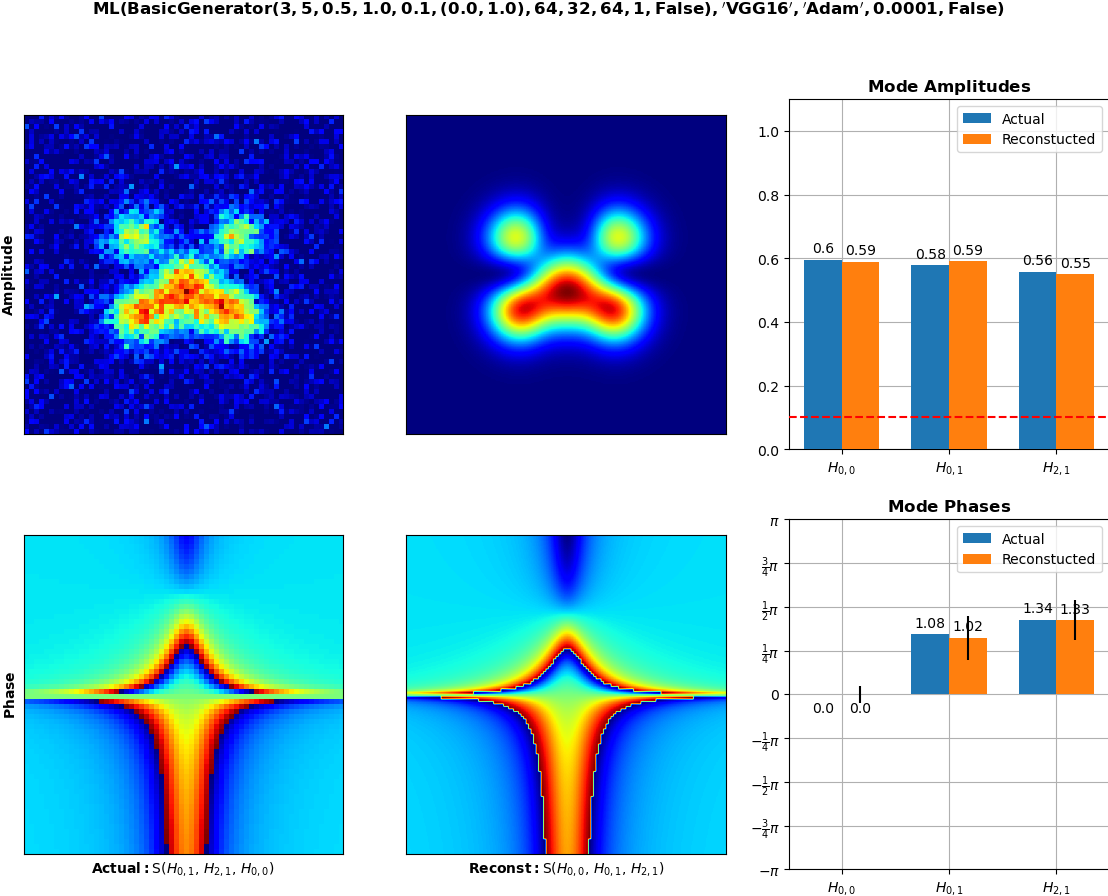 ML(BasicGenerator(3, 5, 0.5, 1.0, 0.1, (0.0, 1.0), 64, 32, 64, 1, False), 'VGG16', 'Adam', 0.0001, False)
Mode Amplitudes
Actual
Reconstucted
1.0
0.8
0.6
0.4
0.2
0.0
0.6 0.59 0.58 0.59 0.56 0.55
H0,0 H0,1 H2,1
Amplitude
Mode Phases
Actual
Reconstucted
π
3/4π
1/2π
1/4π
0
−1/4π
−1/2π
−3/4π
−π
0.0 0.0 1.08 1.02 1.34 1.33
H0,0 H0,1 H2,1
Phase
Actual: S(H0,1, H2,1, H0,0)
Reconst: S(H0,0, H0,1, H2,1)